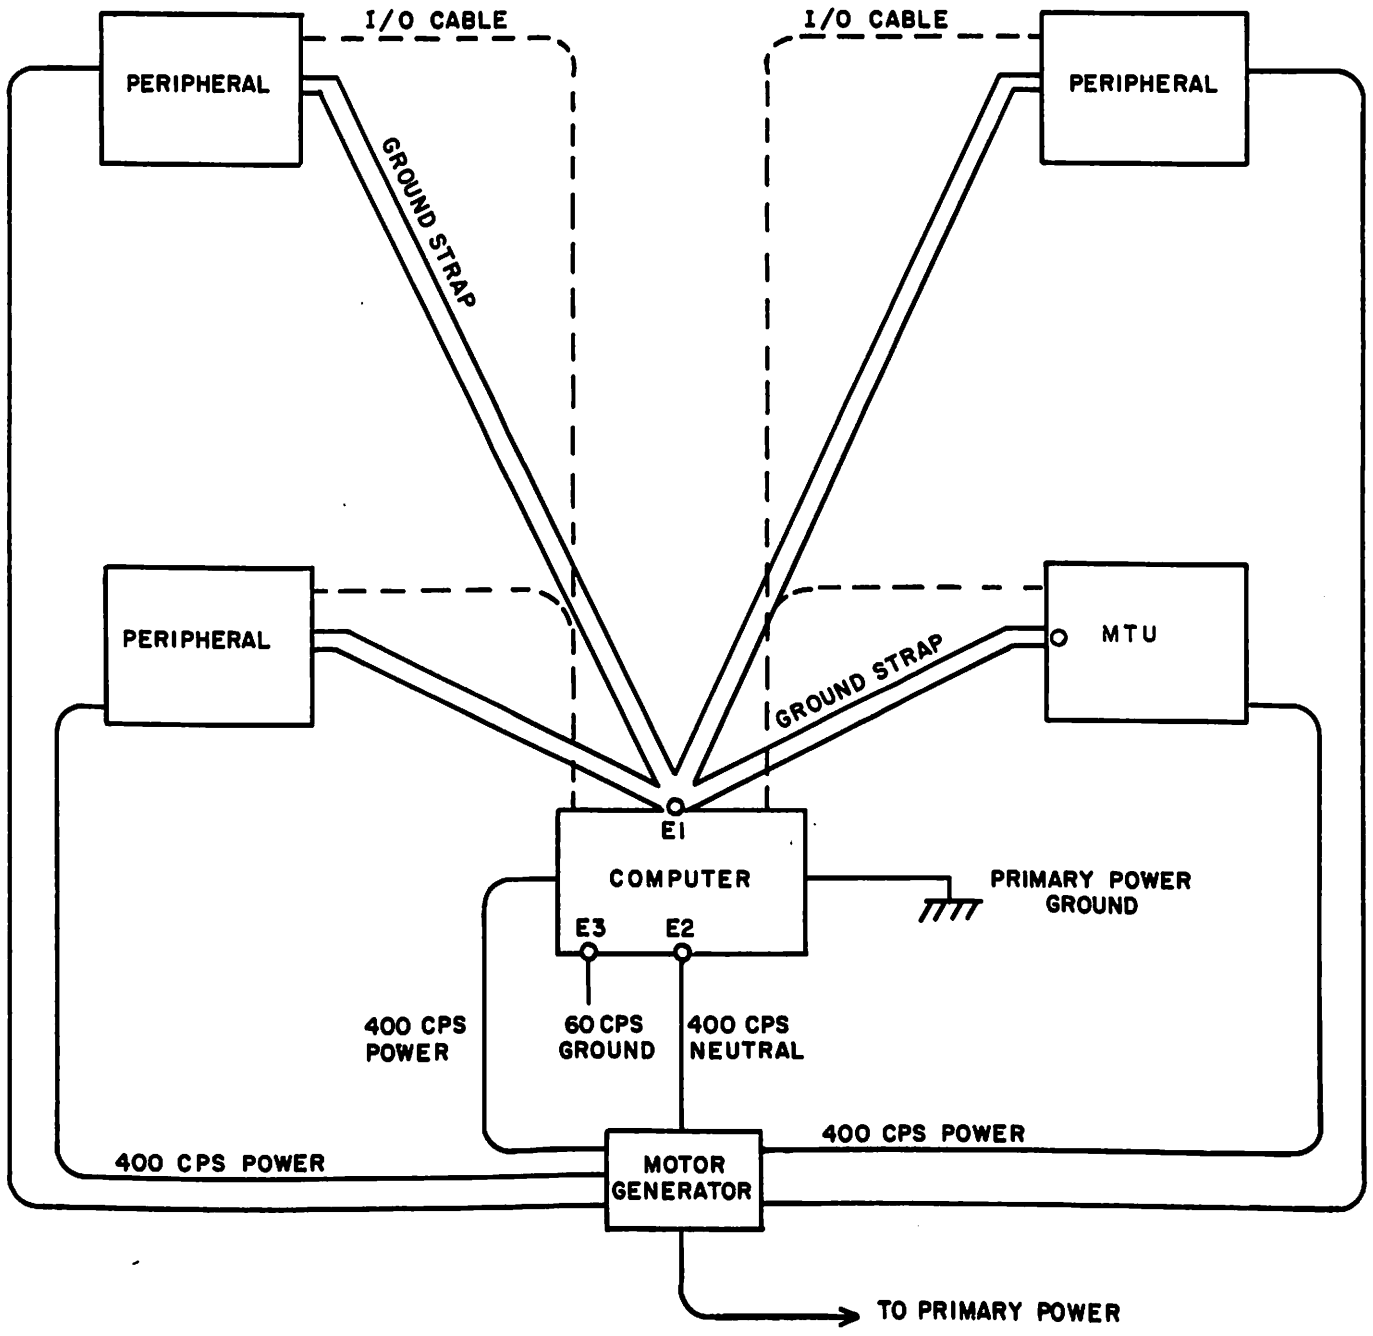 I/O CABLE
I/O CABLE
PERIPHERAL
PERIPHERAL
GROUND STRAP
PERIPHERAL
MTU
GROUND STRAP
E1
COMPUTER
PRIMARY POWER
GROUND
E3
E2
400 CPS
POWER
60 CPS
GROUND
400 CPS
NEUTRAL
400 CPS POWER
400 CPS POWER
MOTOR
GENERATOR
TO PRIMARY POWER